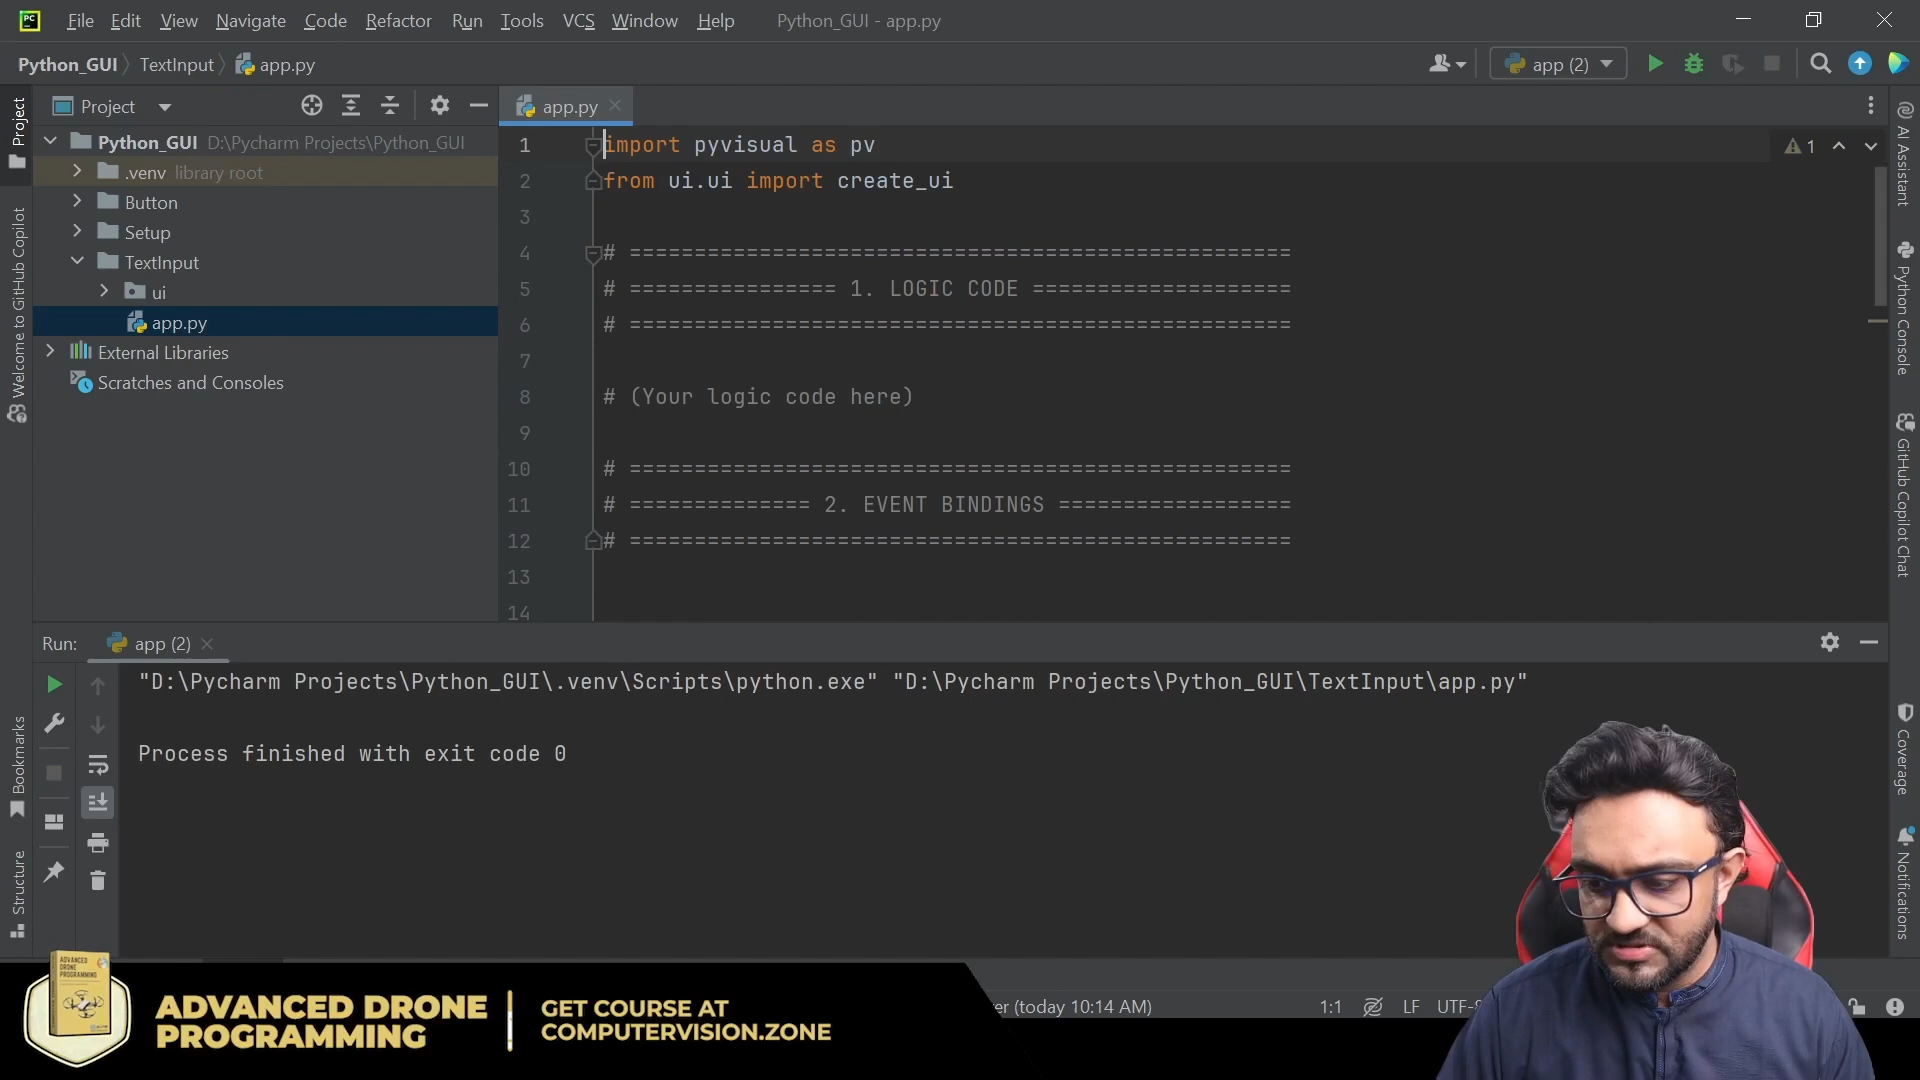 File Edit View Navigate Code Refactor Run Tools VCS Window Help Python_GUI - app.py
Python_GUI TextInput app.py
app (2)
Project
app.py
Python_GUI D:\Pycharm Projects\Python_GUI
.venv library root
Button
Setup
TextInput
ui
app.py
External Libraries
Scratches and Consoles
1 import pyvisual as pv
2 from ui.ui import create_ui
3
4 # ===================================================
5 # ================ 1. LOGIC CODE ====================
6 # ===================================================
7
8 # (Your logic code here)
9
10 # ===================================================
11 # ============== 2. EVENT BINDINGS ==================
12 # ===================================================
13
14
1
Project
Welcome to GitHub Copilot
Bookmarks
Structure
AI Assistant
Python Console
GitHub Copilot Chat
Coverage
Notifications
Run: app (2)
"D:\Pycharm Projects\Python_GUI\.venv\Scripts\python.exe" "D:\Pycharm Projects\Python_GUI\TextInput\app.py"
Process finished with exit code 0
(today 10:14 AM) 1:1 LF
ADVANCED DRONE PROGRAMMING
ADVANCED DRONE
PROGRAMMING
GET COURSE AT
COMPUTERVISION.ZONE